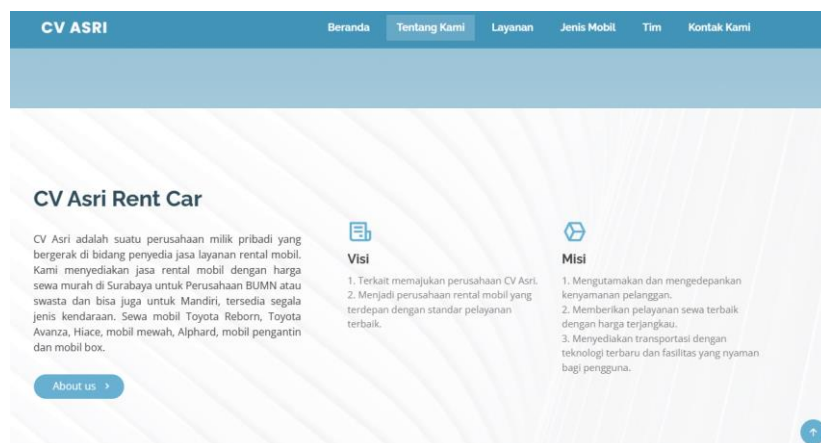 CV ASRI
Beranda
Tentang Kami
Layanan
Jenis Mobil
Tim
Kontak Kami
CV Asri Rent Car
CV Asri adalah suatu perusahaan milik pribadi yang
bergerak di bidang penyedia jasa layanan rental mobil.
Kami menyediakan jasa rental mobil dengan harga
sewa murah di Surabaya untuk Perusahaan BUMN atau
swasta dan bisa juga untuk Mandiri, tersedia segala
jenis kendaraan. Sewa mobil Toyota Reborn, Toyota
Avanza, Hiace, mobil mewah, Alphard, mobil pengantin
dan mobil box.
About us
Visi
1. Terkait memajukan perusahaan CV Asri.
2. Menjadi perusahaan rental mobil yang
terdepan dengan standar pelayanan
terbaik.
Misi
1. Mengutamakan dan mengedepankan
kenyamanan pelanggan.
2. Memberikan pelayanan sewa terbaik
dengan harga terjangkau.
3. Menyediakan transportasi dengan
teknologi terbaru dan fasilitas yang nyaman
bagi pengguna.